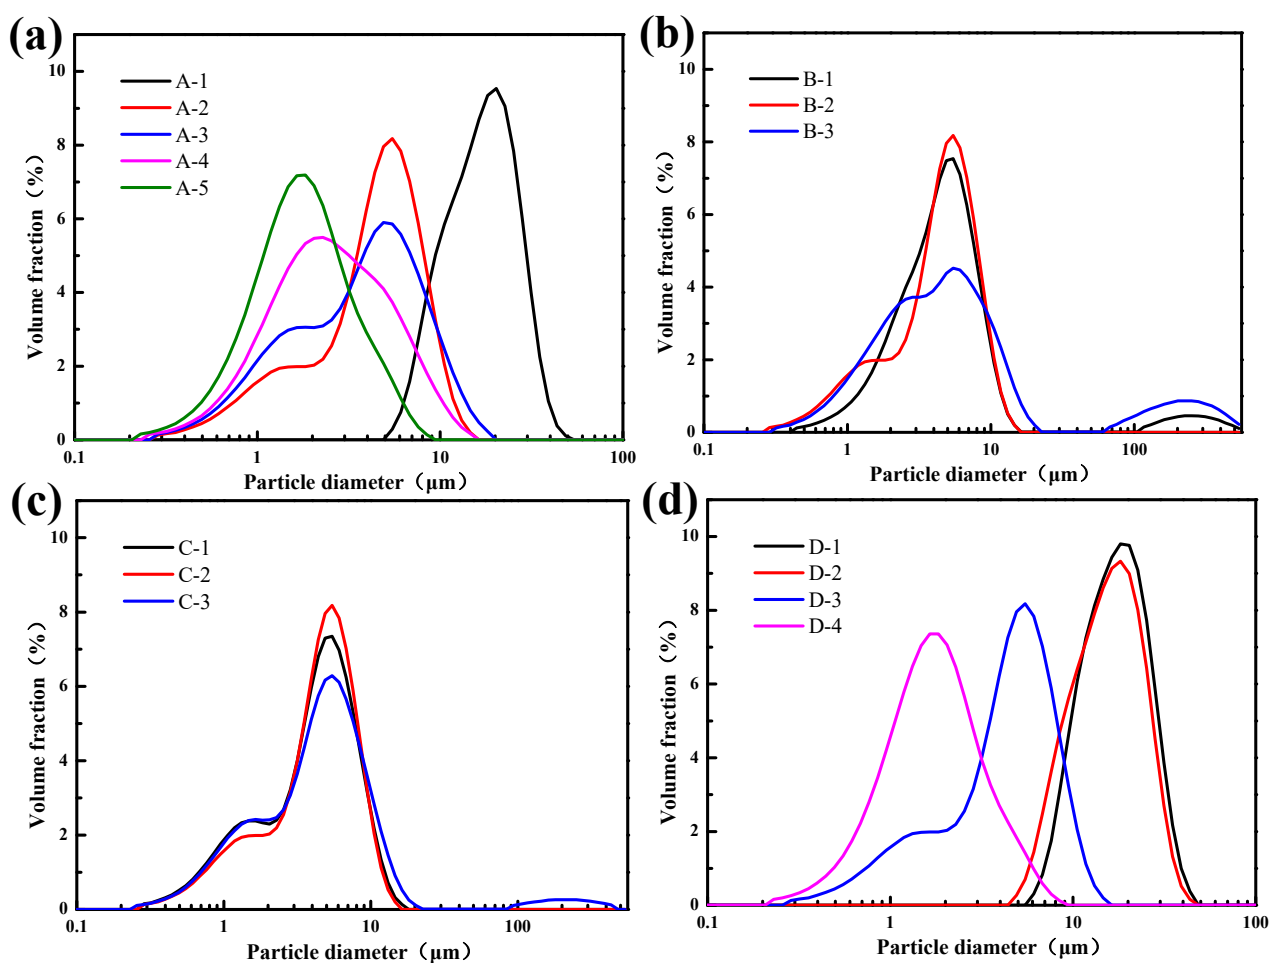 (a)
A-1
A-2
A-3
A-4
A-5
10
8
6
4
2
0
0.1 1 10 100
Volume fraction（%）
Particle diameter（μm）
(b)
B-1
B-2
B-3
10
8
6
4
2
0
0.1 1 10 100
Volume fraction（%）
Particle diameter（μm）
(c)
C-1
C-2
C-3
10
8
6
4
2
0
0.1 1 10 100
Volume fraction（%）
Particle diameter（μm）
(d)
D-1
D-2
D-3
D-4
10
8
6
4
2
0
0.1 1 10 100
Volume fraction（%）
Particle diameter（μm）